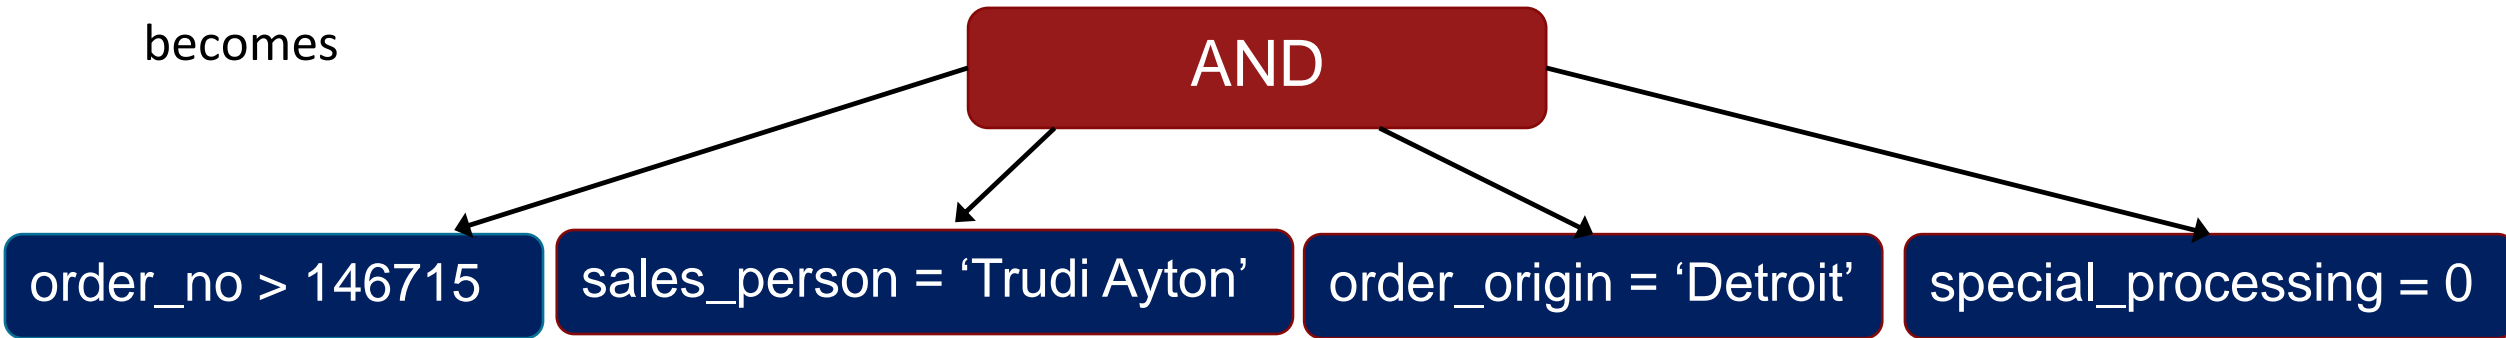 becomes
AND
order_no > 146715
sales_person = ‘Trudi Ayton’
order_origin = ‘Detroit’
special_processing = 0